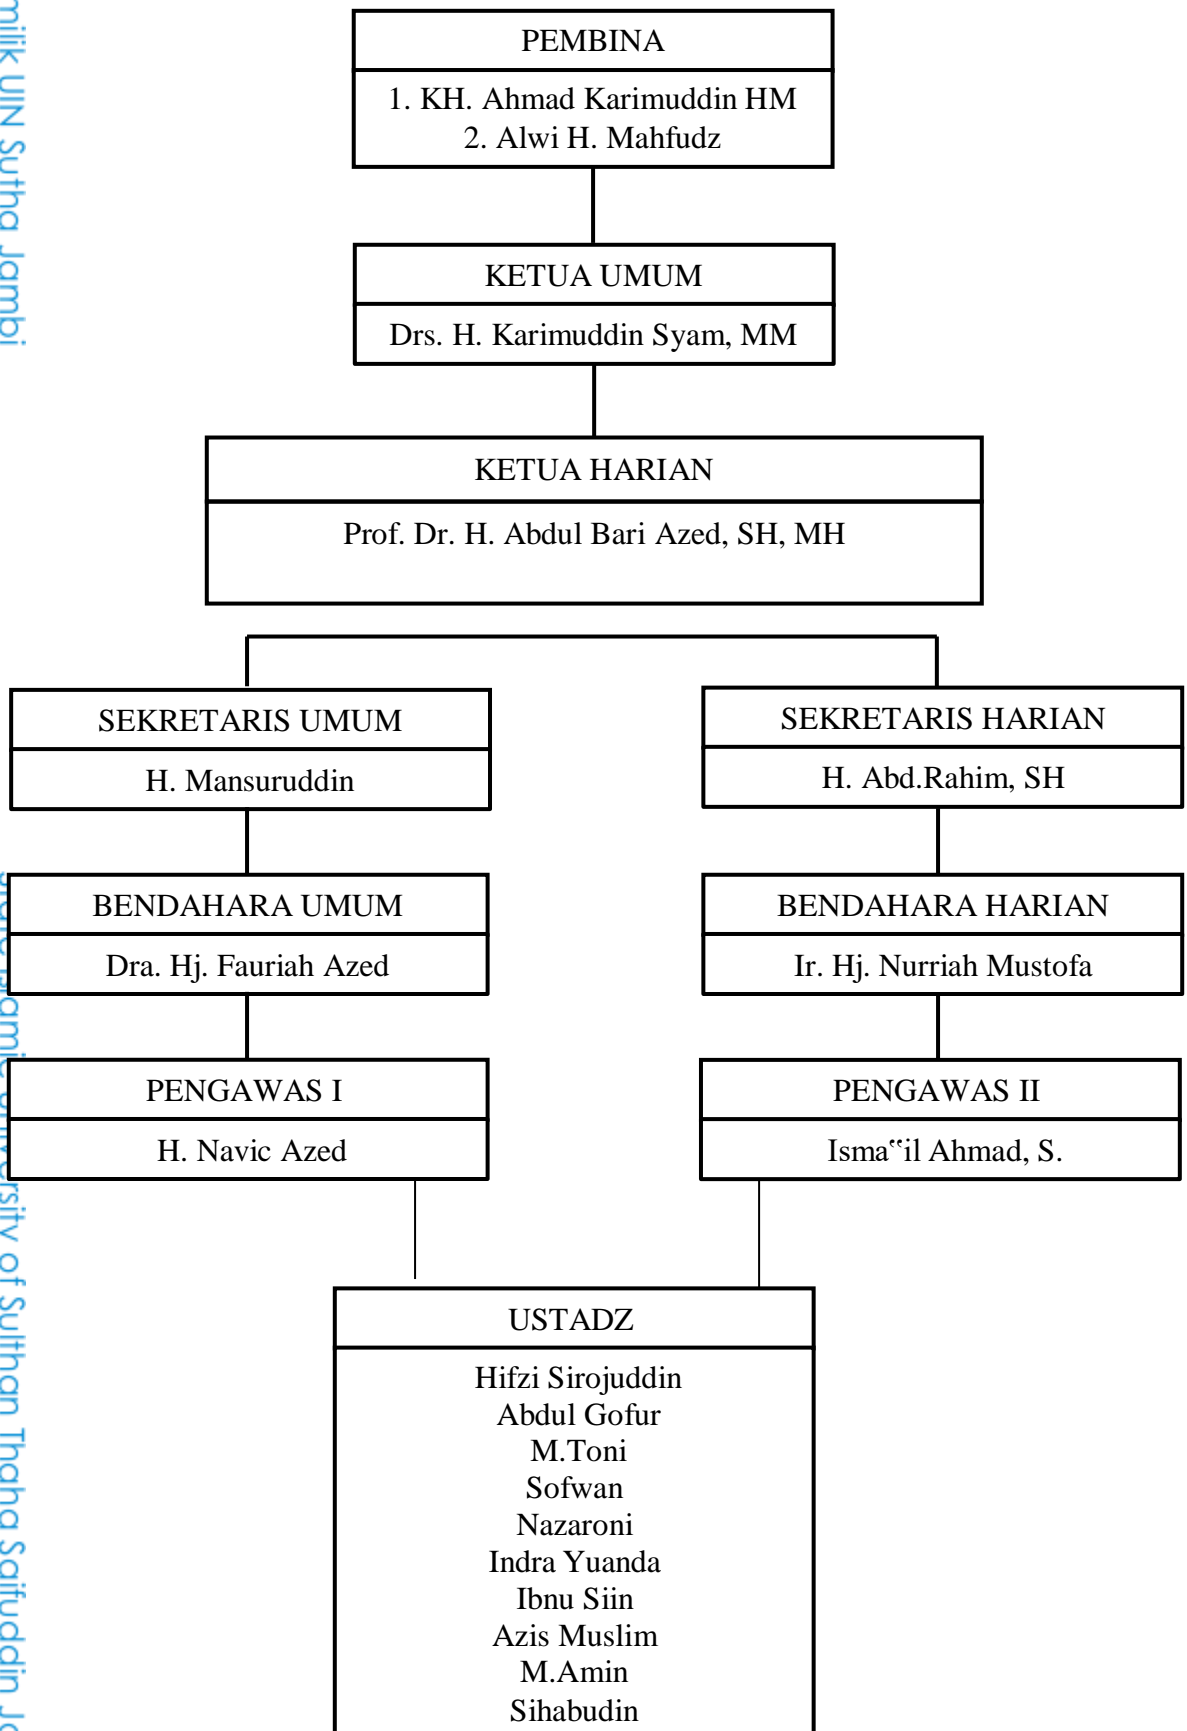 milik UIN Sutha Jambi
PEMBINA
1. KH. Ahmad Karimuddin HM
2. Alwi H. Mahfudz
KETUA UMUM
Drs. H. Karimuddin Syam, MM
KETUA HARIAN
Prof. Dr. H. Abdul Bari Azed, SH, MH
SEKRETARIS UMUM
H. Mansuruddin
SEKRETARIS HARIAN
H. Abd.Rahim, SH
BENDAHARA UMUM
Dra. Hj. Fauriah Azed
BENDAHARA HARIAN
Ir. Hj. Nurriah Mustofa
PENGAWAS I
H. Navic Azed
PENGAWAS II
Isma‟il Ahmad, S.
USTADZ
Hifzi Sirojuddin
Abdul Gofur
M.Toni
Sofwan
Nazaroni
Indra Yuanda
Ibnu Siin
Azis Muslim
M.Amin
Sihabudin
of Sulthan Thaha Saifuddin